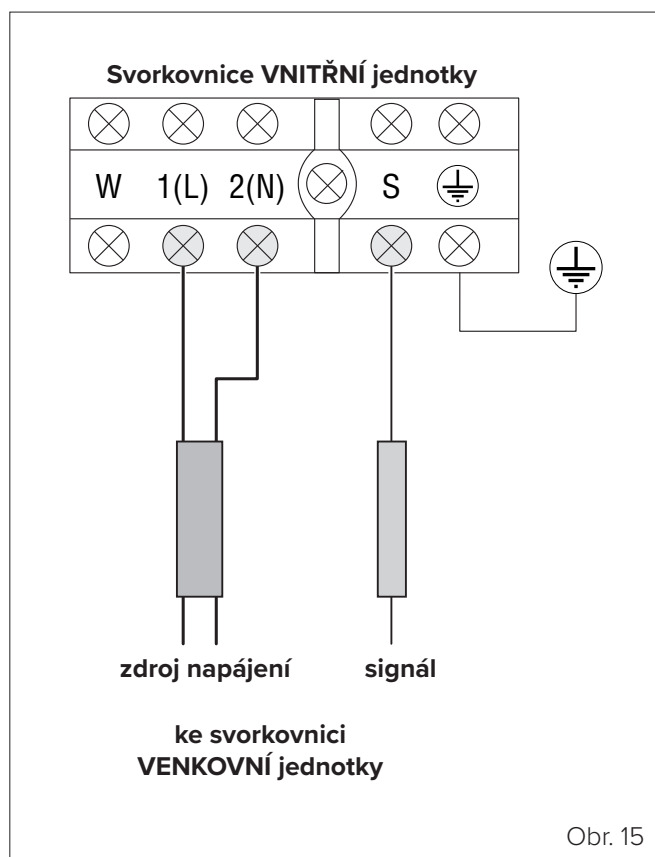 Svorkovnice VNITŘNÍ jednotky
W 1(L) 2(N) S
zdroj napájení
signál
ke svorkovnici
VENKOVNÍ jednotky
Obr. 15